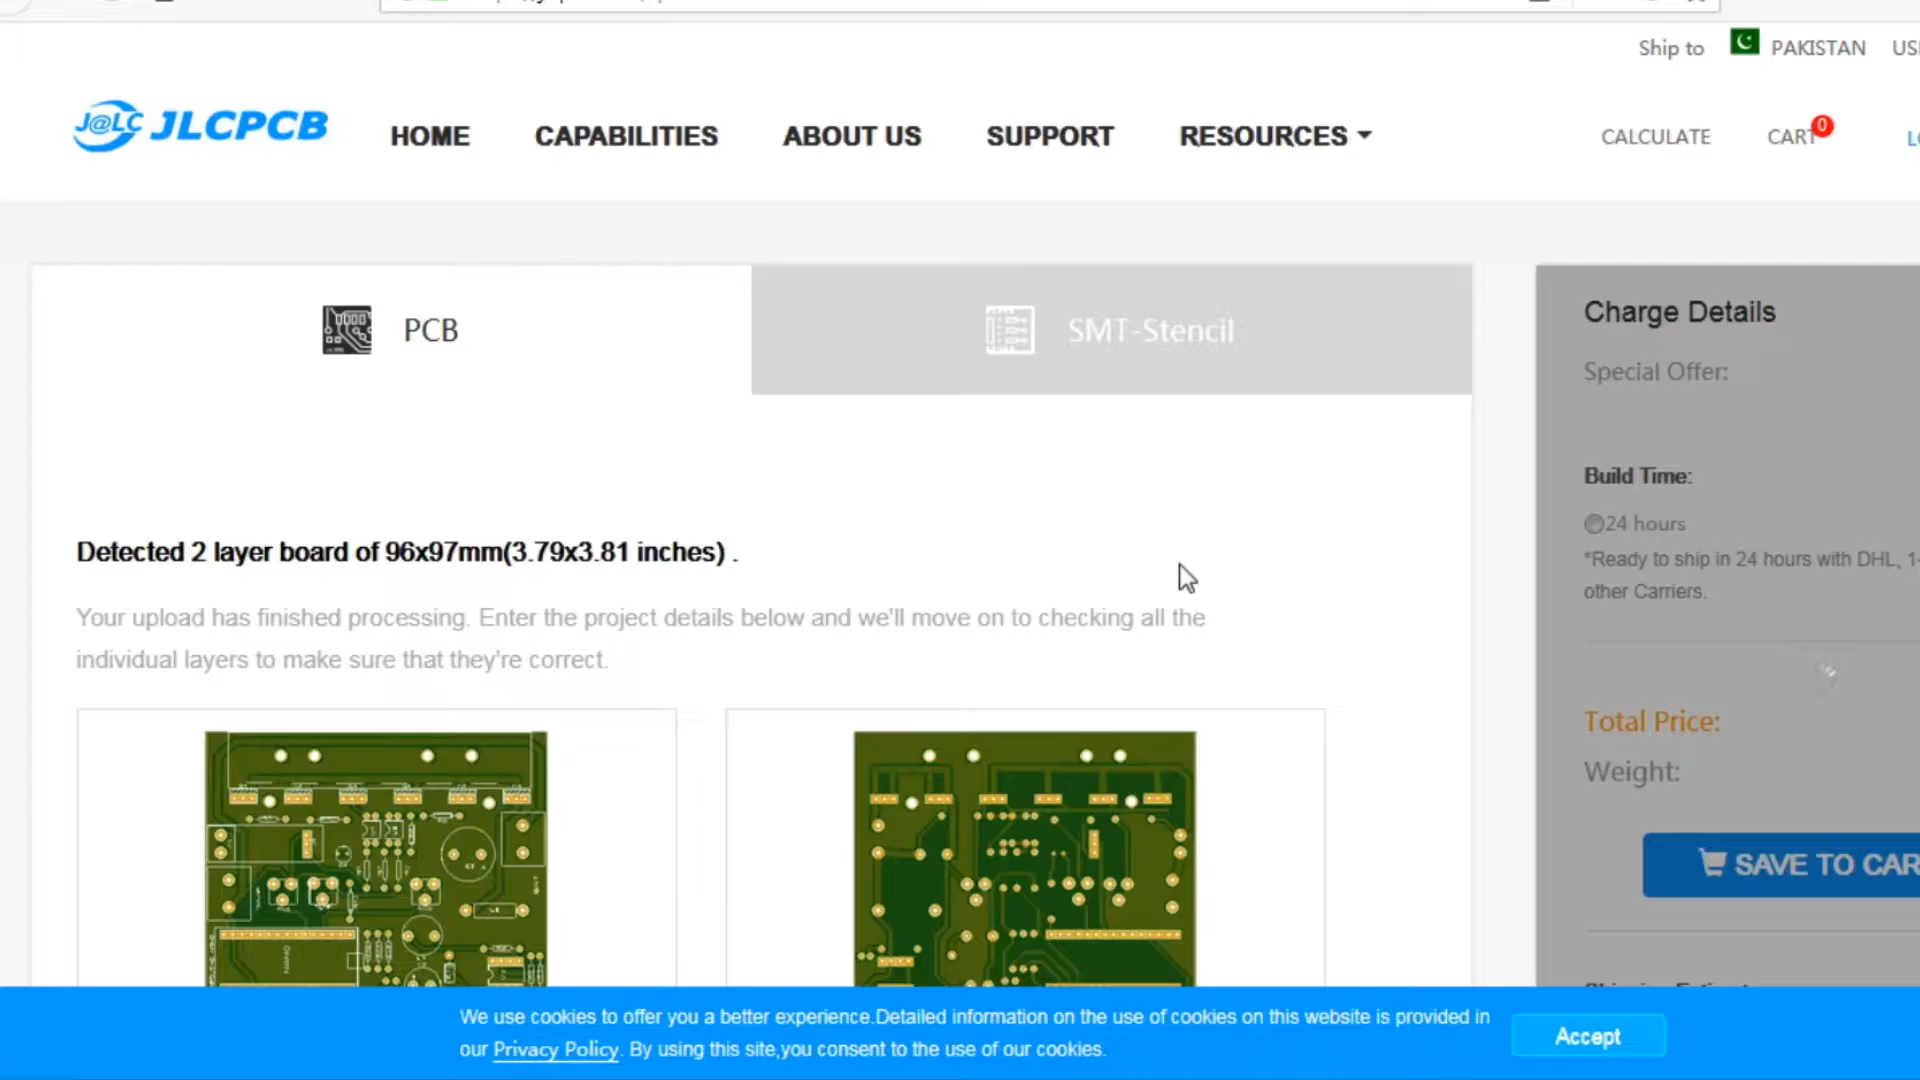 Ship to PAKISTAN
J@LC JLCPCB HOME CAPABILITIES ABOUT US SUPPORT RESOURCES CALCULATE CART 0
PCB SMT-Stencil
Charge Details
Special Offer:
Build Time:
24 hours
*Ready to ship in 24 hours with DHL,
other Carriers.
Total Price:
Weight:
SAVE TO CAR
Detected 2 layer board of 96x97mm(3.79x3.81 inches) .
Your upload has finished processing. Enter the project details below and we'll move on to checking all the
individual layers to make sure that they're correct.
We use cookies to offer you a better experience.Detailed information on the use of cookies on this website is provided in
our Privacy Policy. By using this site,you consent to the use of our cookies.
Accept